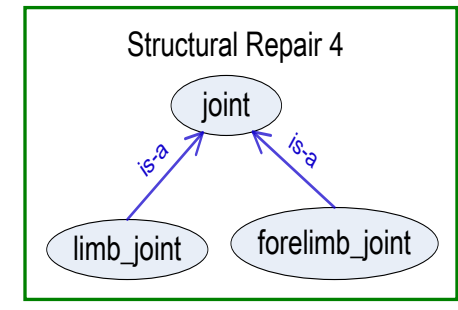 Structural Repair 4
joint
is-a
is-a
limb_joint
forelimb_joint